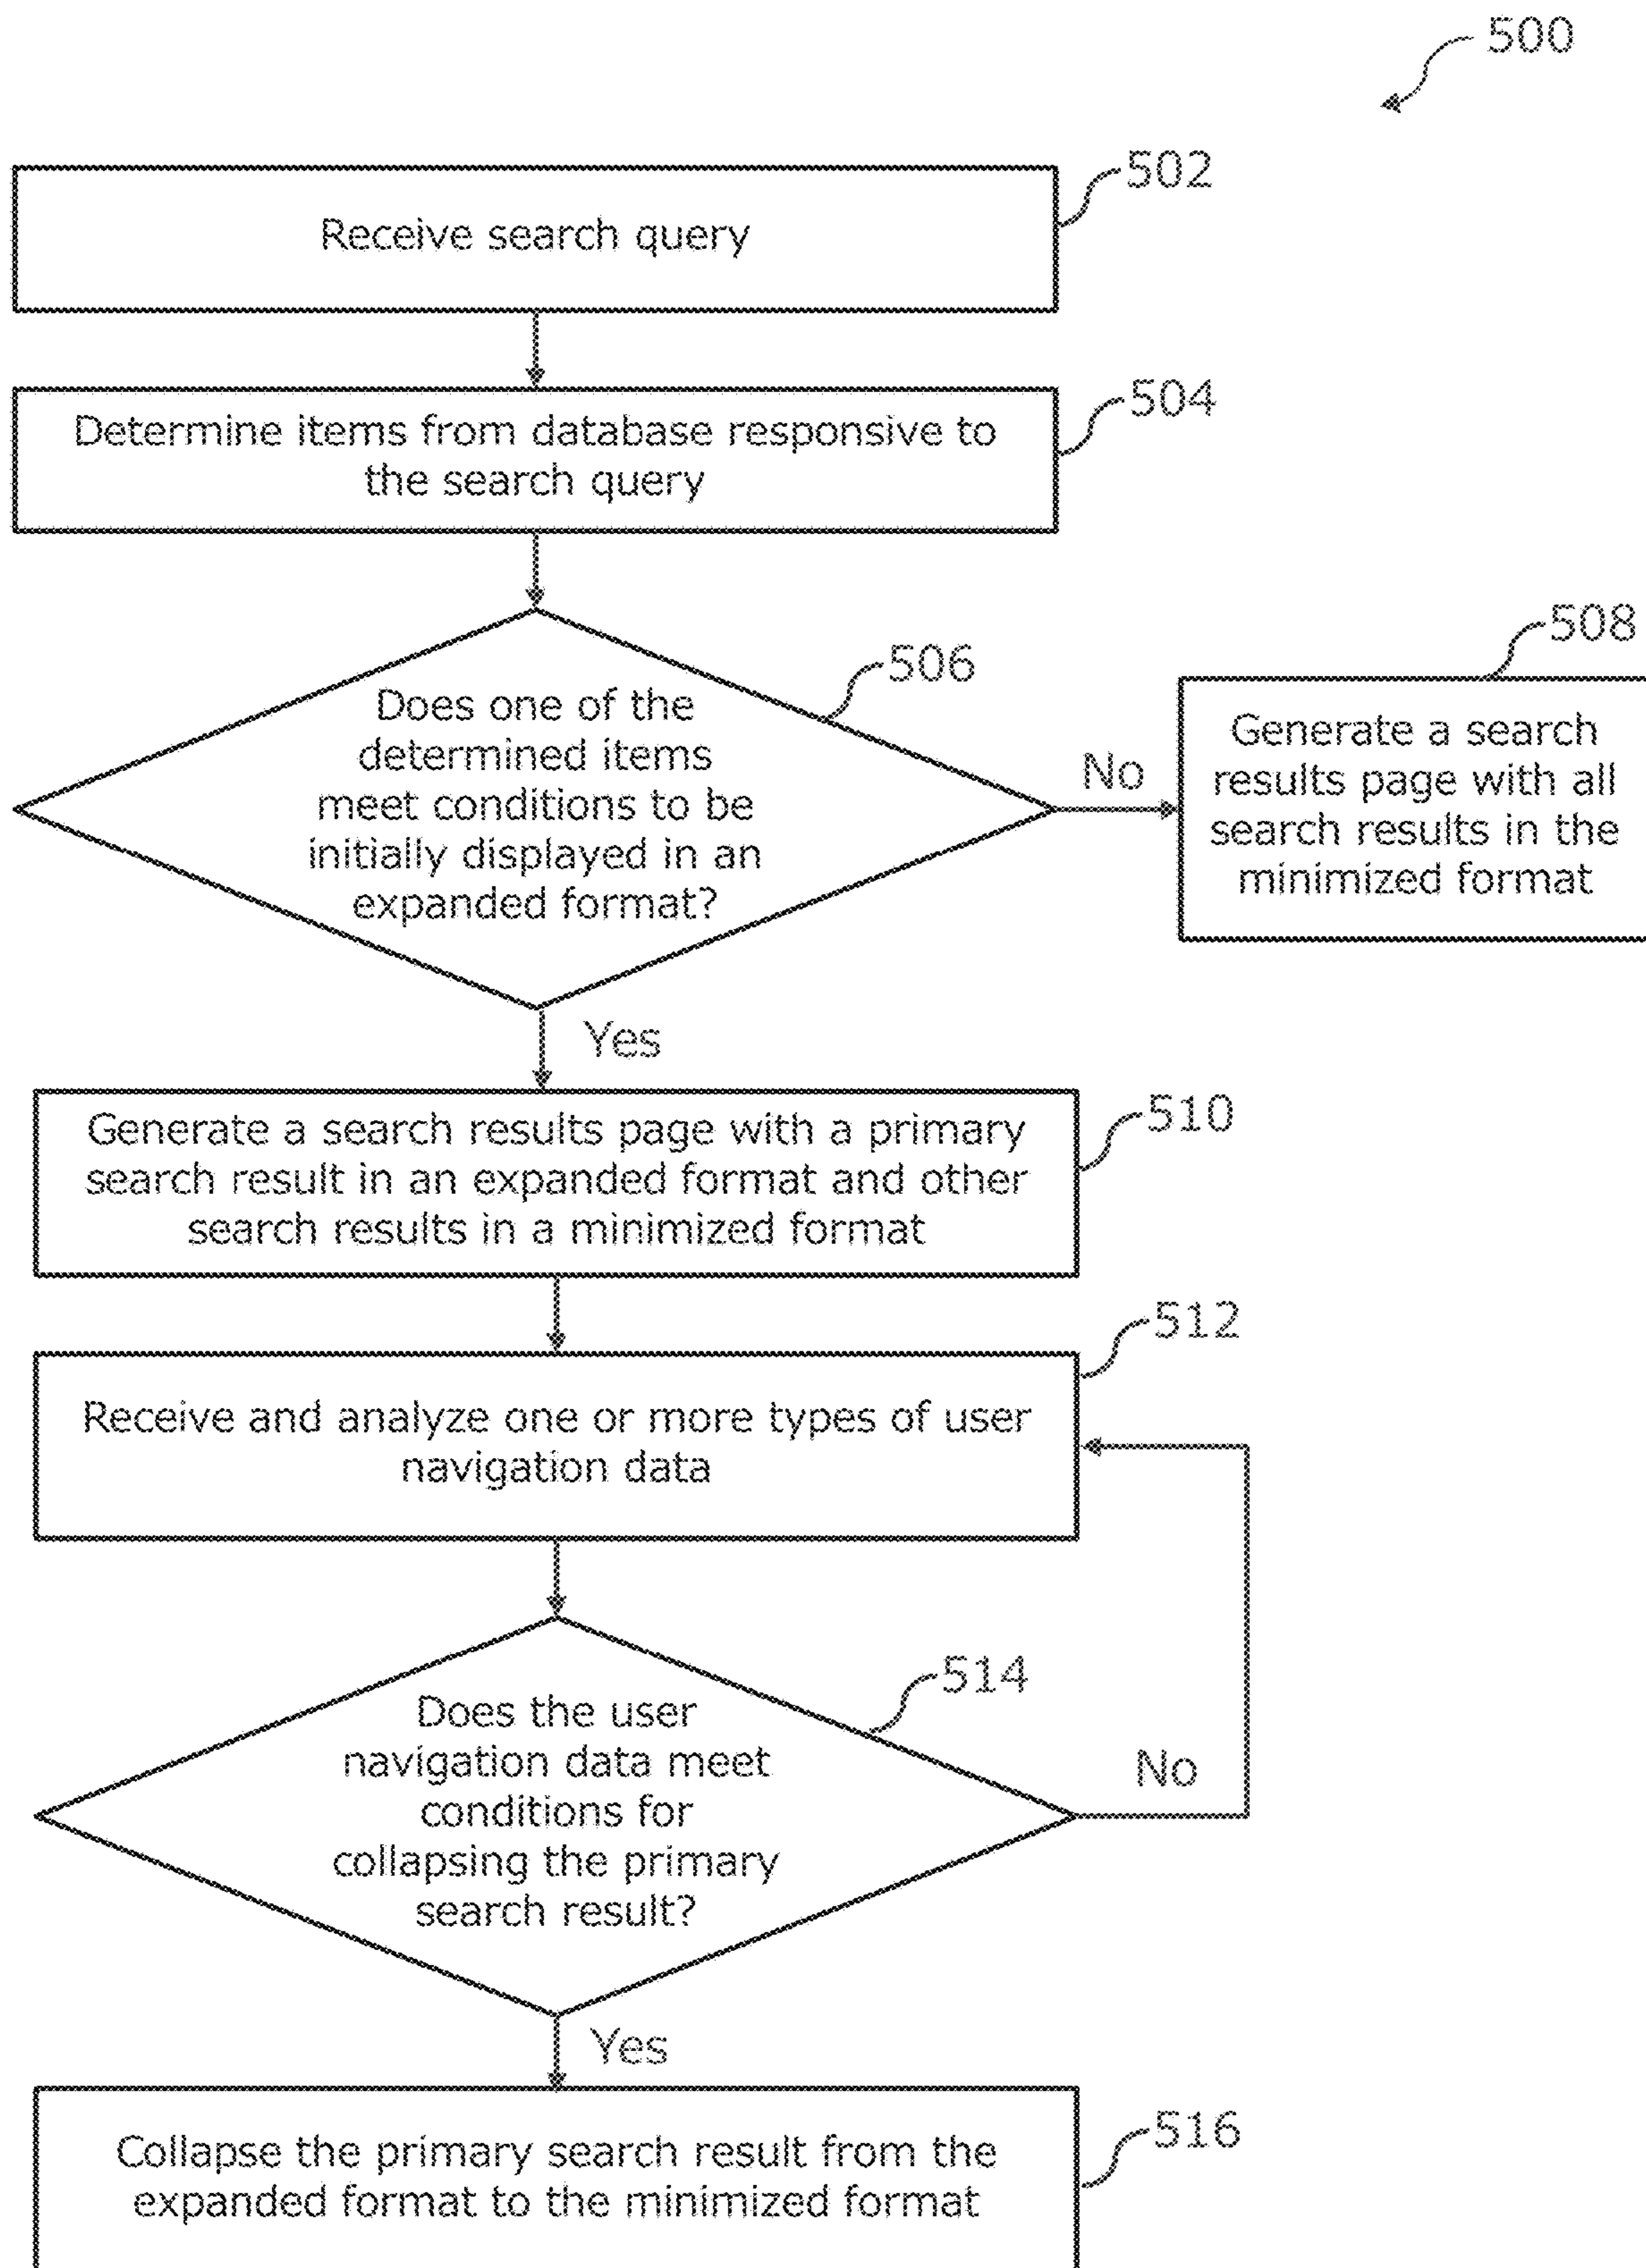 500
502
Receive search query
504
Determine items from database responsive to
the search query
506
Does one of the
determined items
meet conditions to be
initially displayed in an
expanded format?
No
508
Generate a search
results page with all
search results in the
minimized format
Yes
510
Generate a search results page with a primary
search result in an expanded format and other
search results in a minimized format
512
Receive and analyze one or more types of user
navigation data
514
Does the user
navigation data meet
conditions for
collapsing the primary
search result?
No
Yes
516
Collapse the primary search result from the
expanded format to the minimized format